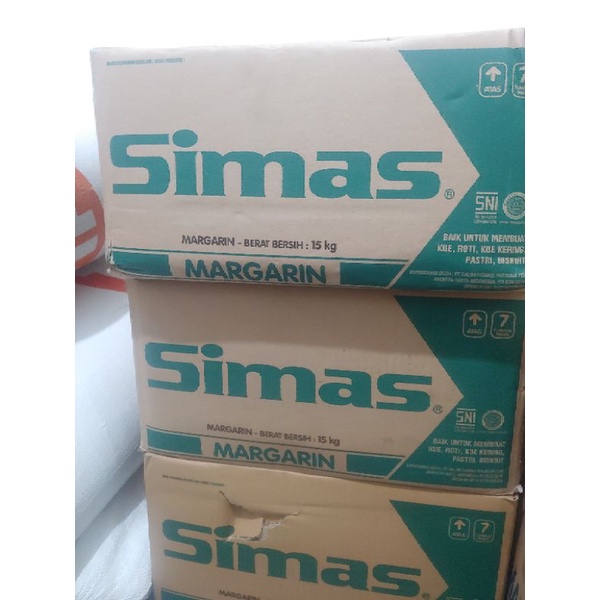 ATAS 7
Simas®
SNI
MARGARIN - BERAT BERSIH : 15 kg
BAIK UNTUK MEMBUAT
KUE, ROTI, KUE KERING,
PASTRI, BISKUIT
MARGARIN
ATAS 7
Simas®
SNI
MARGARIN - BERAT BERSIH : 15 kg
BAIK UNTUK MEMBUAT
KUE, ROTI, KUE KERING,
PASTRI, BISKUIT
MARGARIN
ATAS 7
Simas
MARGARIN